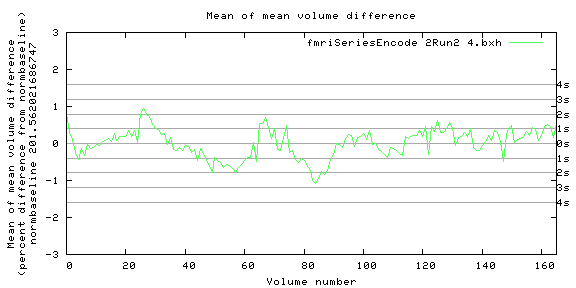 Mean of mean volume difference
fmriSeriesEncode 2Run2 4.bxh
Mean of mean volume difference
(percent difference from normbaseline)
normbaseline 201.562021686747
3
2
1
0
-1
-2
-3
4s
3s
2s
1s
0s
1s
2s
3s
4s
0 20 40 60 80 100 120 140 160
Volume number